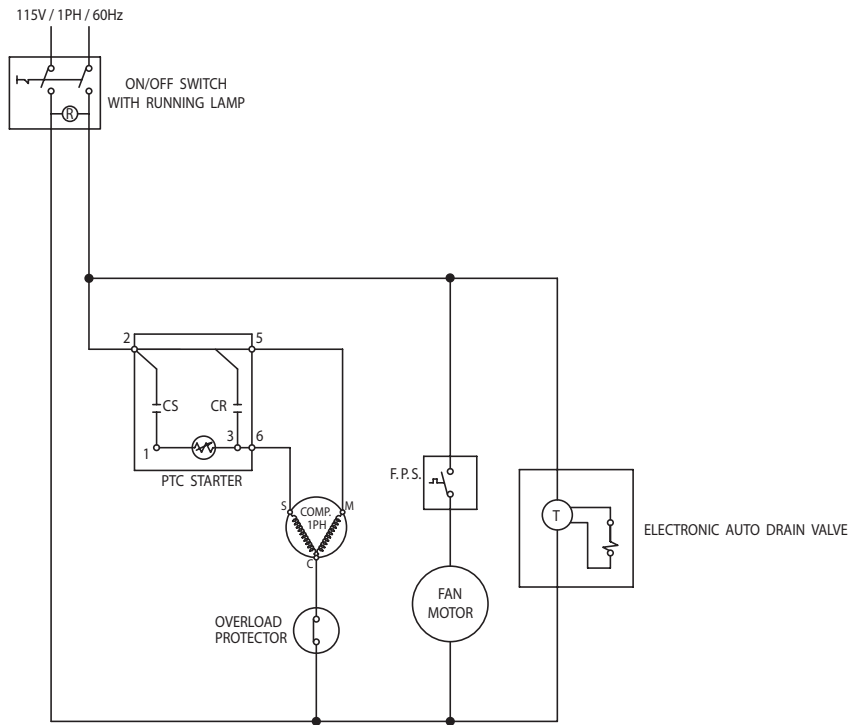 115V / 1PH / 60Hz
ON/OFF SWITCH
WITH RUNNING LAMP
R
2
5
CS
CR
1
3
6
PTC STARTER
S
COMP.
1PH
M
C
OVERLOAD
PROTECTOR
F.P.S.
FAN
MOTOR
T
ELECTRONIC AUTO DRAIN VALVE